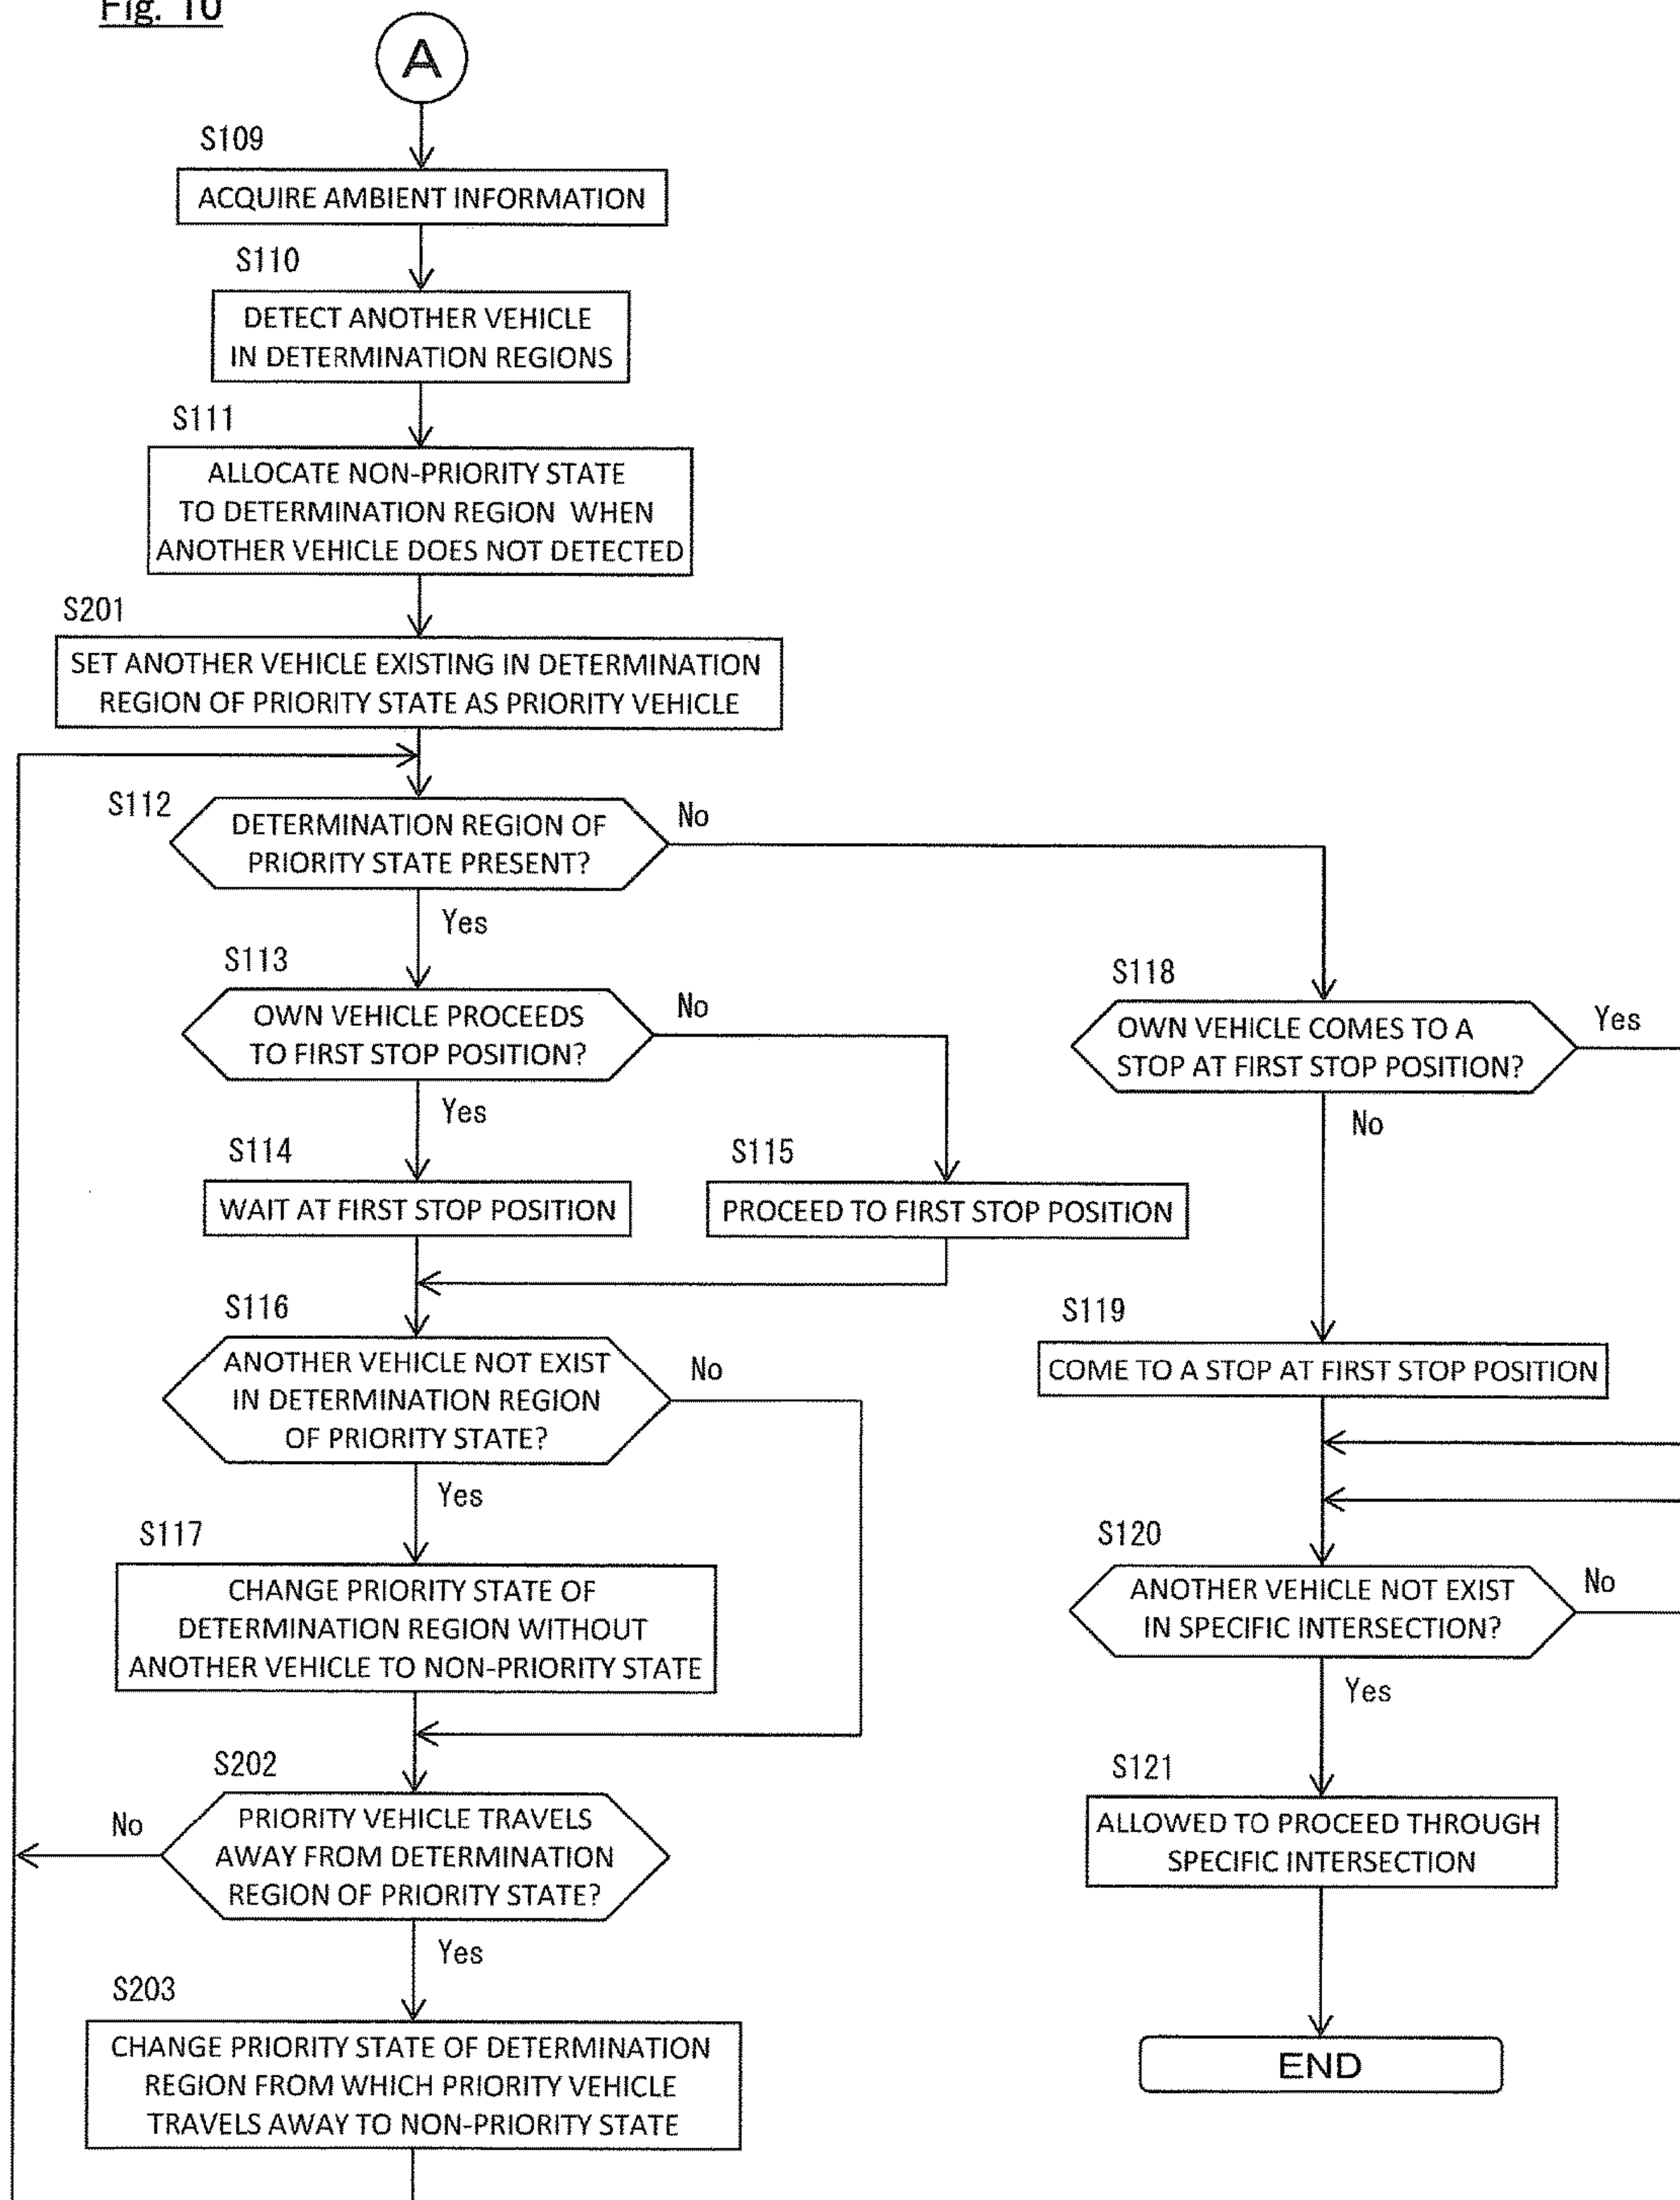 Fig. 10
A
S109
ACQUIRE AMBIENT INFORMATION
S110
DETECT ANOTHER VEHICLE
IN DETERMINATION REGIONS
S111
ALLOCATE NON-PRIORITY STATE
TO DETERMINATION REGION WHEN
ANOTHER VEHICLE DOES NOT DETECTED
S201
SET ANOTHER VEHICLE EXISTING IN DETERMINATION
REGION OF PRIORITY STATE AS PRIORITY VEHICLE
S112
DETERMINATION REGION OF
PRIORITY STATE PRESENT?
No
Yes
S113
OWN VEHICLE PROCEEDS
TO FIRST STOP POSITION?
No
Yes
S114
WAIT AT FIRST STOP POSITION
S115
PROCEED TO FIRST STOP POSITION
S116
ANOTHER VEHICLE NOT EXIST
IN DETERMINATION REGION
OF PRIORITY STATE?
No
Yes
S117
CHANGE PRIORITY STATE OF
DETERMINATION REGION WITHOUT
ANOTHER VEHICLE TO NON-PRIORITY STATE
S202
PRIORITY VEHICLE TRAVELS
AWAY FROM DETERMINATION
REGION OF PRIORITY STATE?
No
Yes
S203
CHANGE PRIORITY STATE OF DETERMINATION
REGION FROM WHICH PRIORITY VEHICLE
TRAVELS AWAY TO NON-PRIORITY STATE
S118
OWN VEHICLE COMES TO A
STOP AT FIRST STOP POSITION?
Yes
No
S119
COME TO A STOP AT FIRST STOP POSITION
S120
ANOTHER VEHICLE NOT EXIST
IN SPECIFIC INTERSECTION?
No
Yes
S121
ALLOWED TO PROCEED THROUGH
SPECIFIC INTERSECTION
END